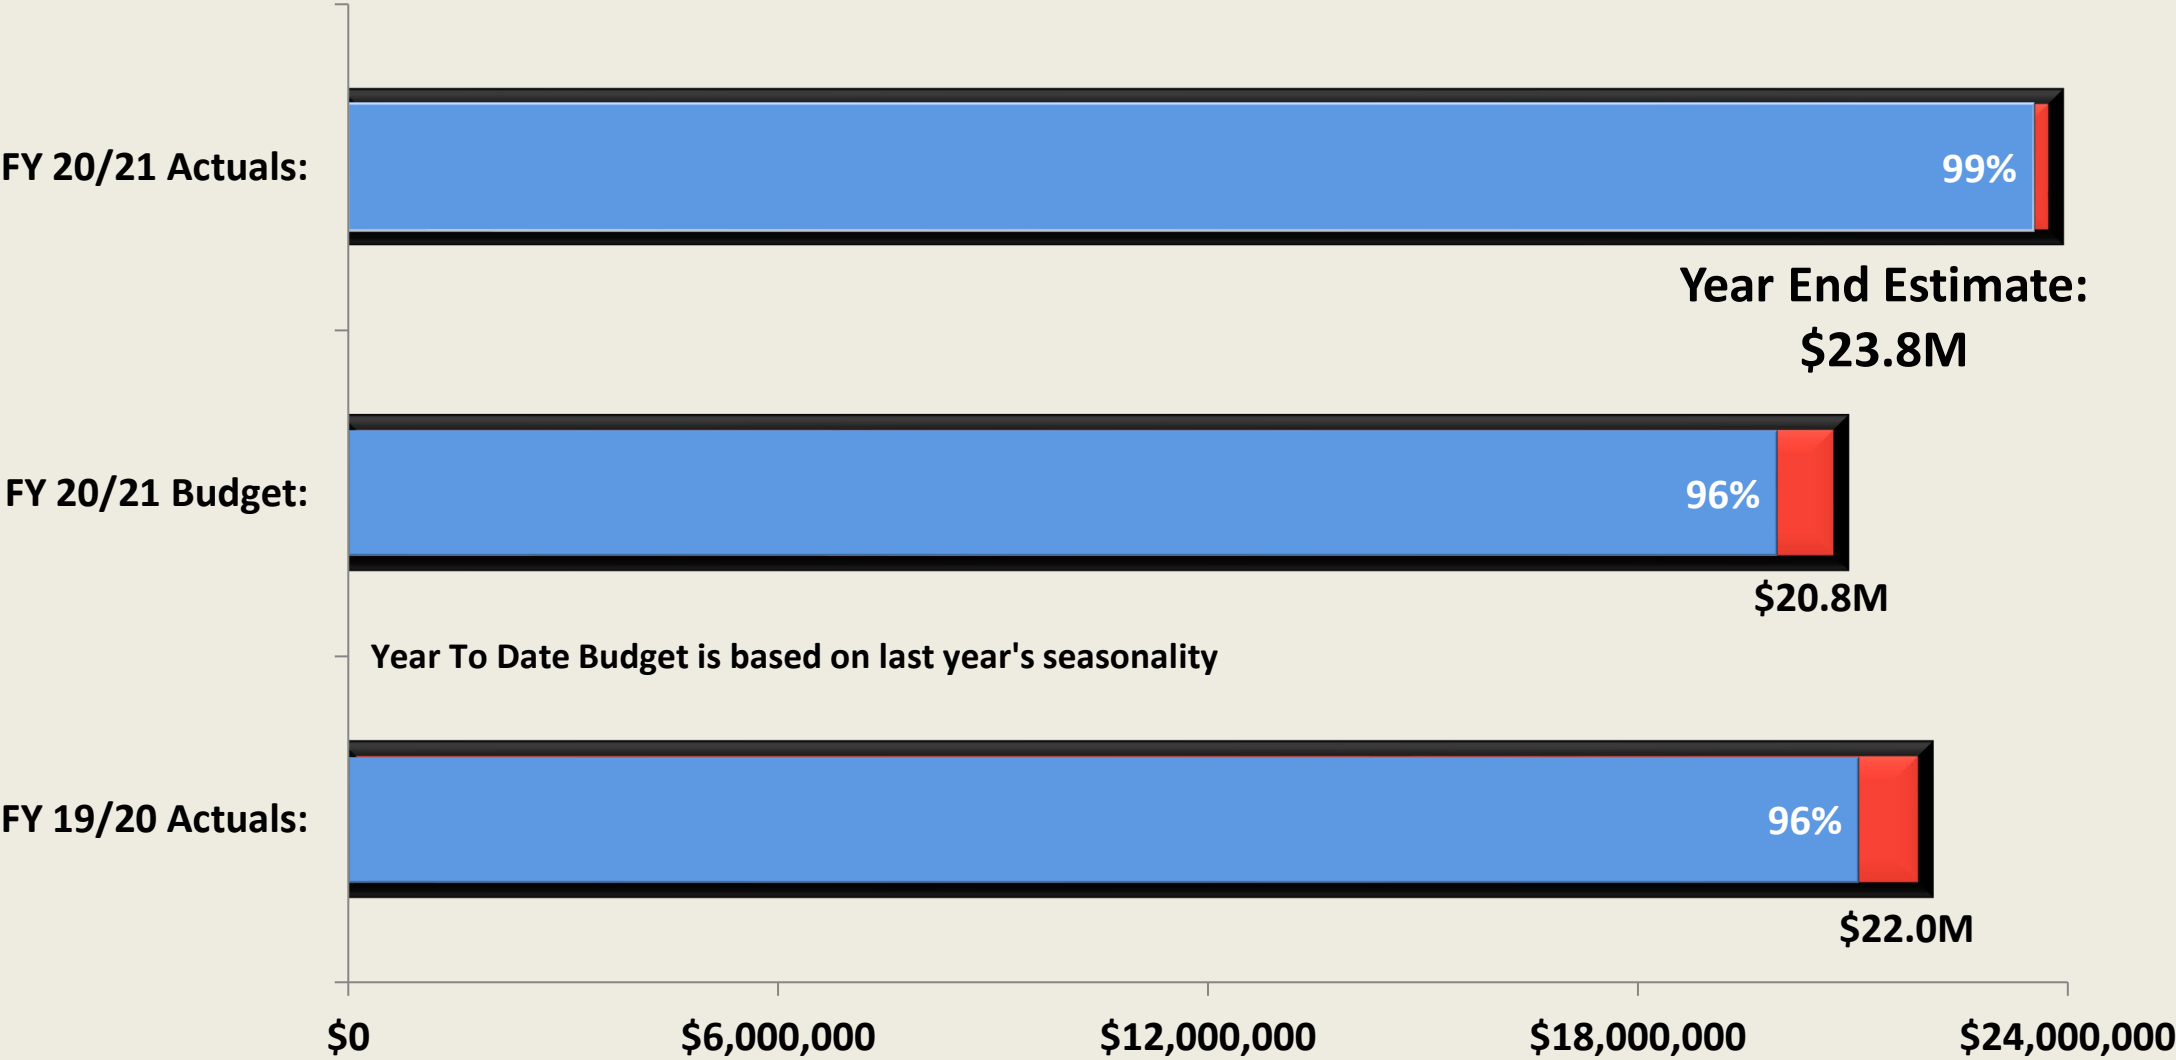 FY 20/21 Actuals:
99%
Year End Estimate:
$23.8M
FY 20/21 Budget:
96%
$20.8M
Year To Date Budget is based on last year's seasonality
FY 19/20 Actuals:
96%
$22.0M
$0
$6,000,000
$12,000,000
$18,000,000
$24,000,000